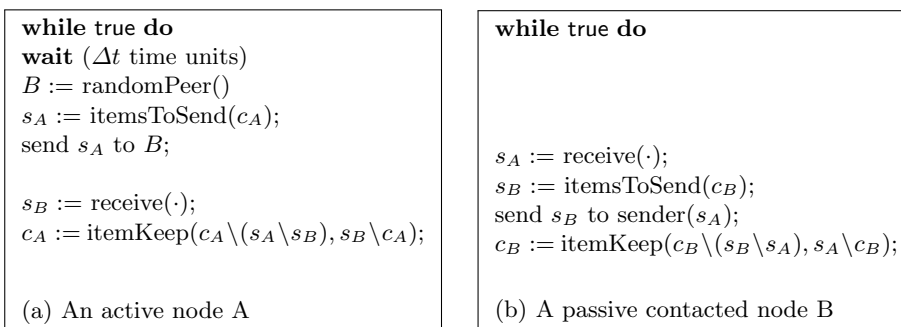 while true do
wait (Δt time units)
B := randomPeer()
s_A := itemsToSend(c_A);
send s_A to B;
s_B := receive(·);
c_A := itemKeep(c_A\(s_A\s_B), s_B\c_A);
(a) An active node A
while true do
s_A := receive(·);
s_B := itemsToSend(c_B);
send s_B to sender(s_A);
c_B := itemKeep(c_B\(s_B\s_A), s_A\c_B);
(b) A passive contacted node B